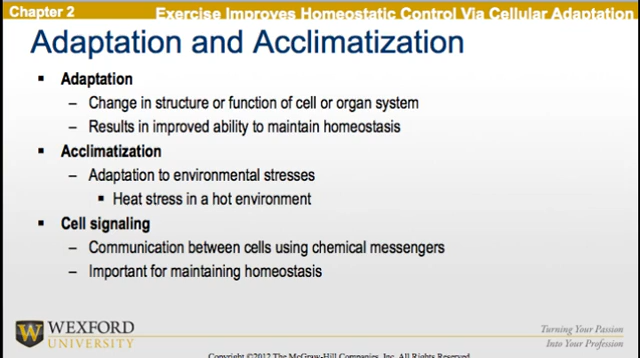 Chapter 2
Exercise Improves Homeostatic Control Via Cellular Adaptation
Adaptation and Acclimatization
▪ Adaptation
– Change in structure or function of cell or organ system
– Results in improved ability to maintain homeostasis
▪ Acclimatization
– Adaptation to environmental stresses
▪ Heat stress in a hot environment
▪ Cell signaling
– Communication between cells using chemical messengers
– Important for maintaining homeostasis
W
WEXFORD
UNIVERSITY
Turning Your Passion
Into Your Profession
Copyright ©2012 The McGraw-Hill Companies, Inc. All Rights Reserved.